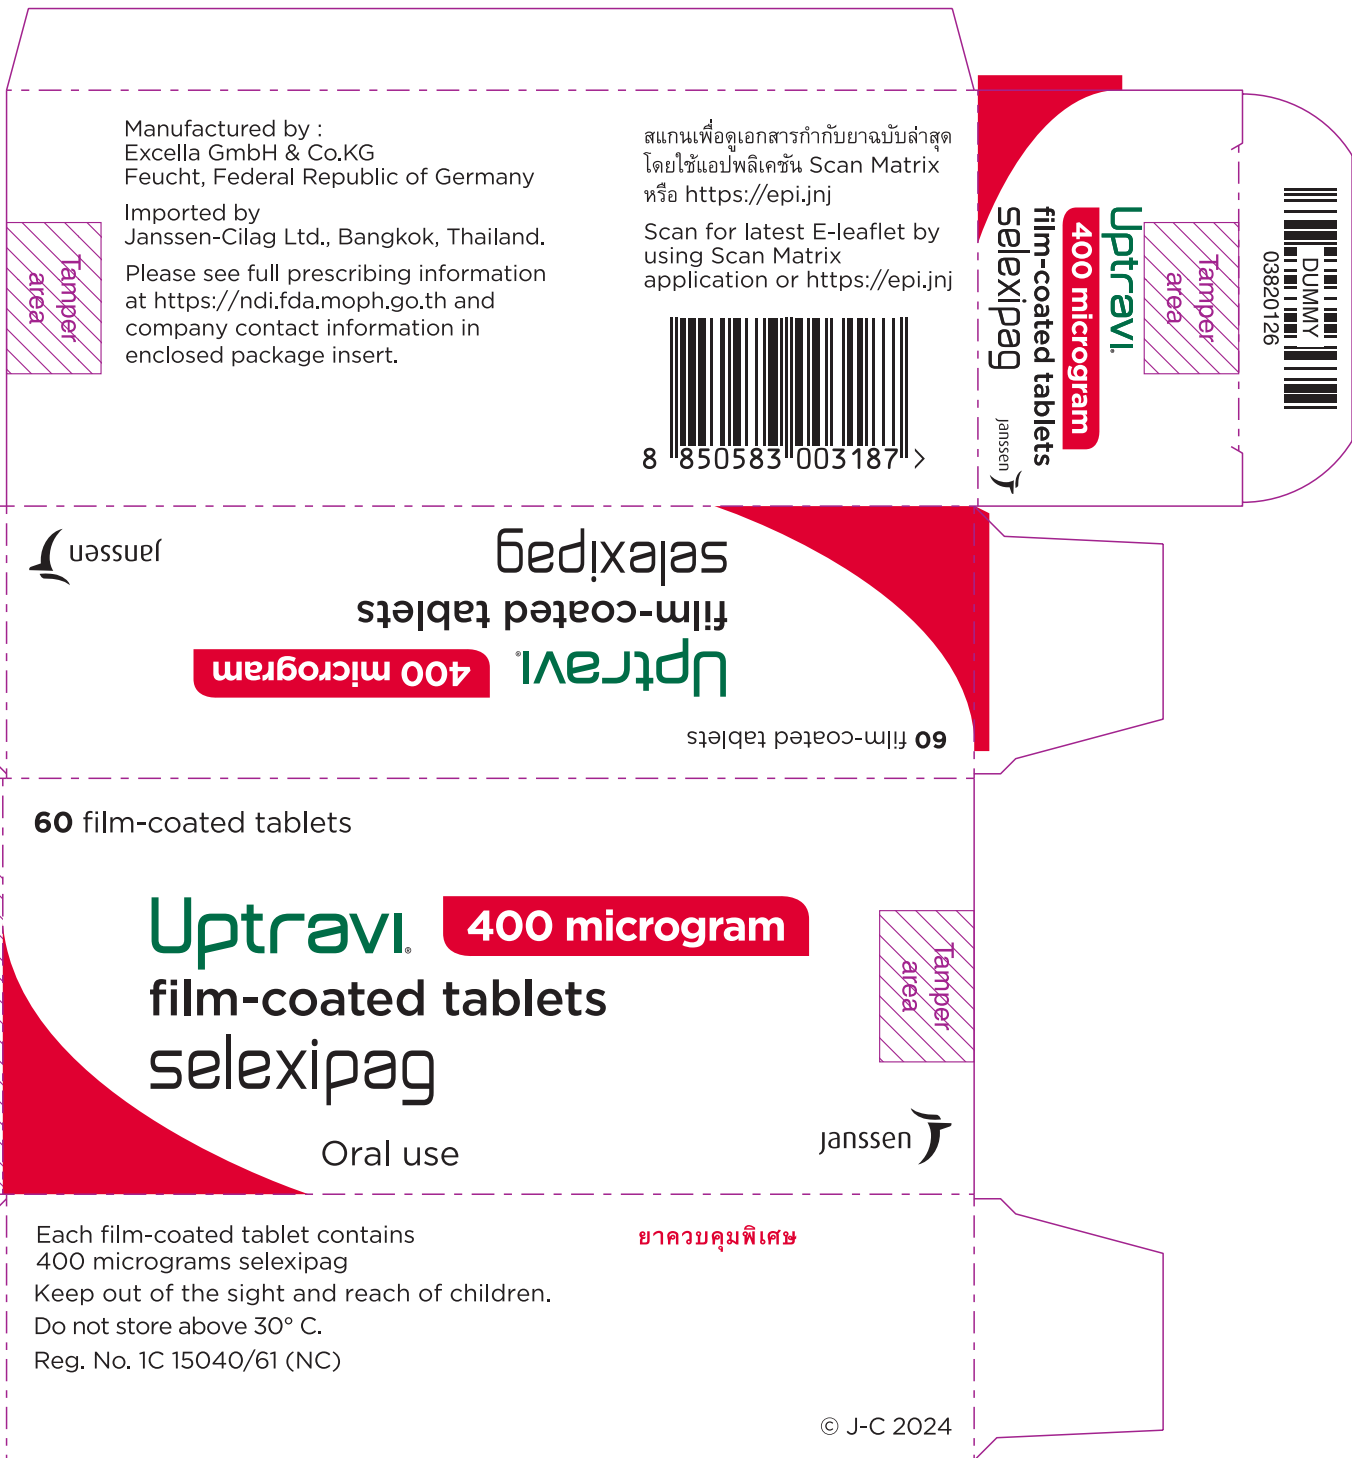 Manufactured by :
Excella GmbH & Co.KG
Feucht, Federal Republic of Germany
Imported by
Janssen-Cilag Ltd., Bangkok, Thailand.
Please see full prescribing information
at https://ndi.fda.moph.go.th and
company contact information in
enclosed package insert.
Tamper
area
สแกนเพื่อดูเอกสารกำกับยาฉบับล่าสุด
โดยใช้แอปพลิเคชัน Scan Matrix
หรือ https://epi.jnj
Scan for latest E-leaflet by
using Scan Matrix
application or https://epi.jnj
8 850583 003187 >
Uptravi®
400 microgram
film-coated tablets
selexipag
janssen
Tamper
area
DUMMY
03820126
60 film-coated tablets
Uptravi® 400 microgram
film-coated tablets
selexipag
janssen
60 film-coated tablets
Uptravi® 400 microgram
film-coated tablets
selexipag
Oral use
Tamper
area
janssen
Each film-coated tablet contains
400 micrograms selexipag
Keep out of the sight and reach of children.
Do not store above 30° C.
Reg. No. 1C 15040/61 (NC)
ยาควบคุมพิเศษ
© J-C 2024